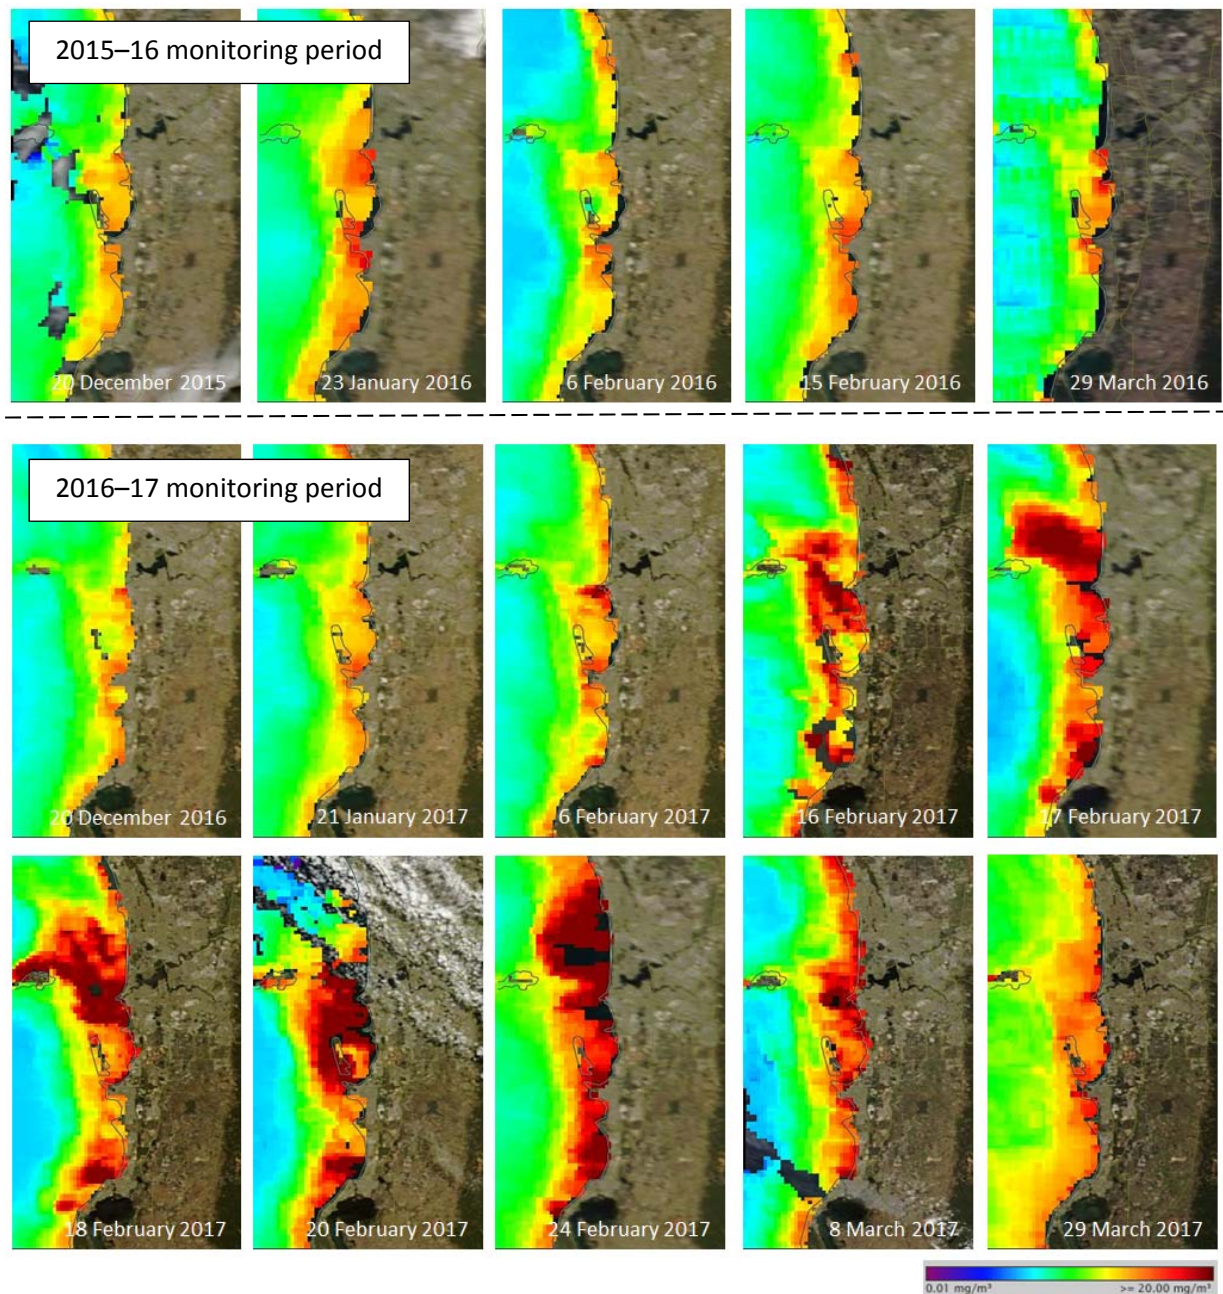 2015–16 monitoring period
20 December 2015
23 January 2016
6 February 2016
15 February 2016
29 March 2016
2016–17 monitoring period
20 December 2016
21 January 2017
6 February 2017
16 February 2017
17 February 2017
18 February 2017
20 February 2017
24 February 2017
8 March 2017
29 March 2017
0.01 mg/m³
>= 20.00 mg/m³